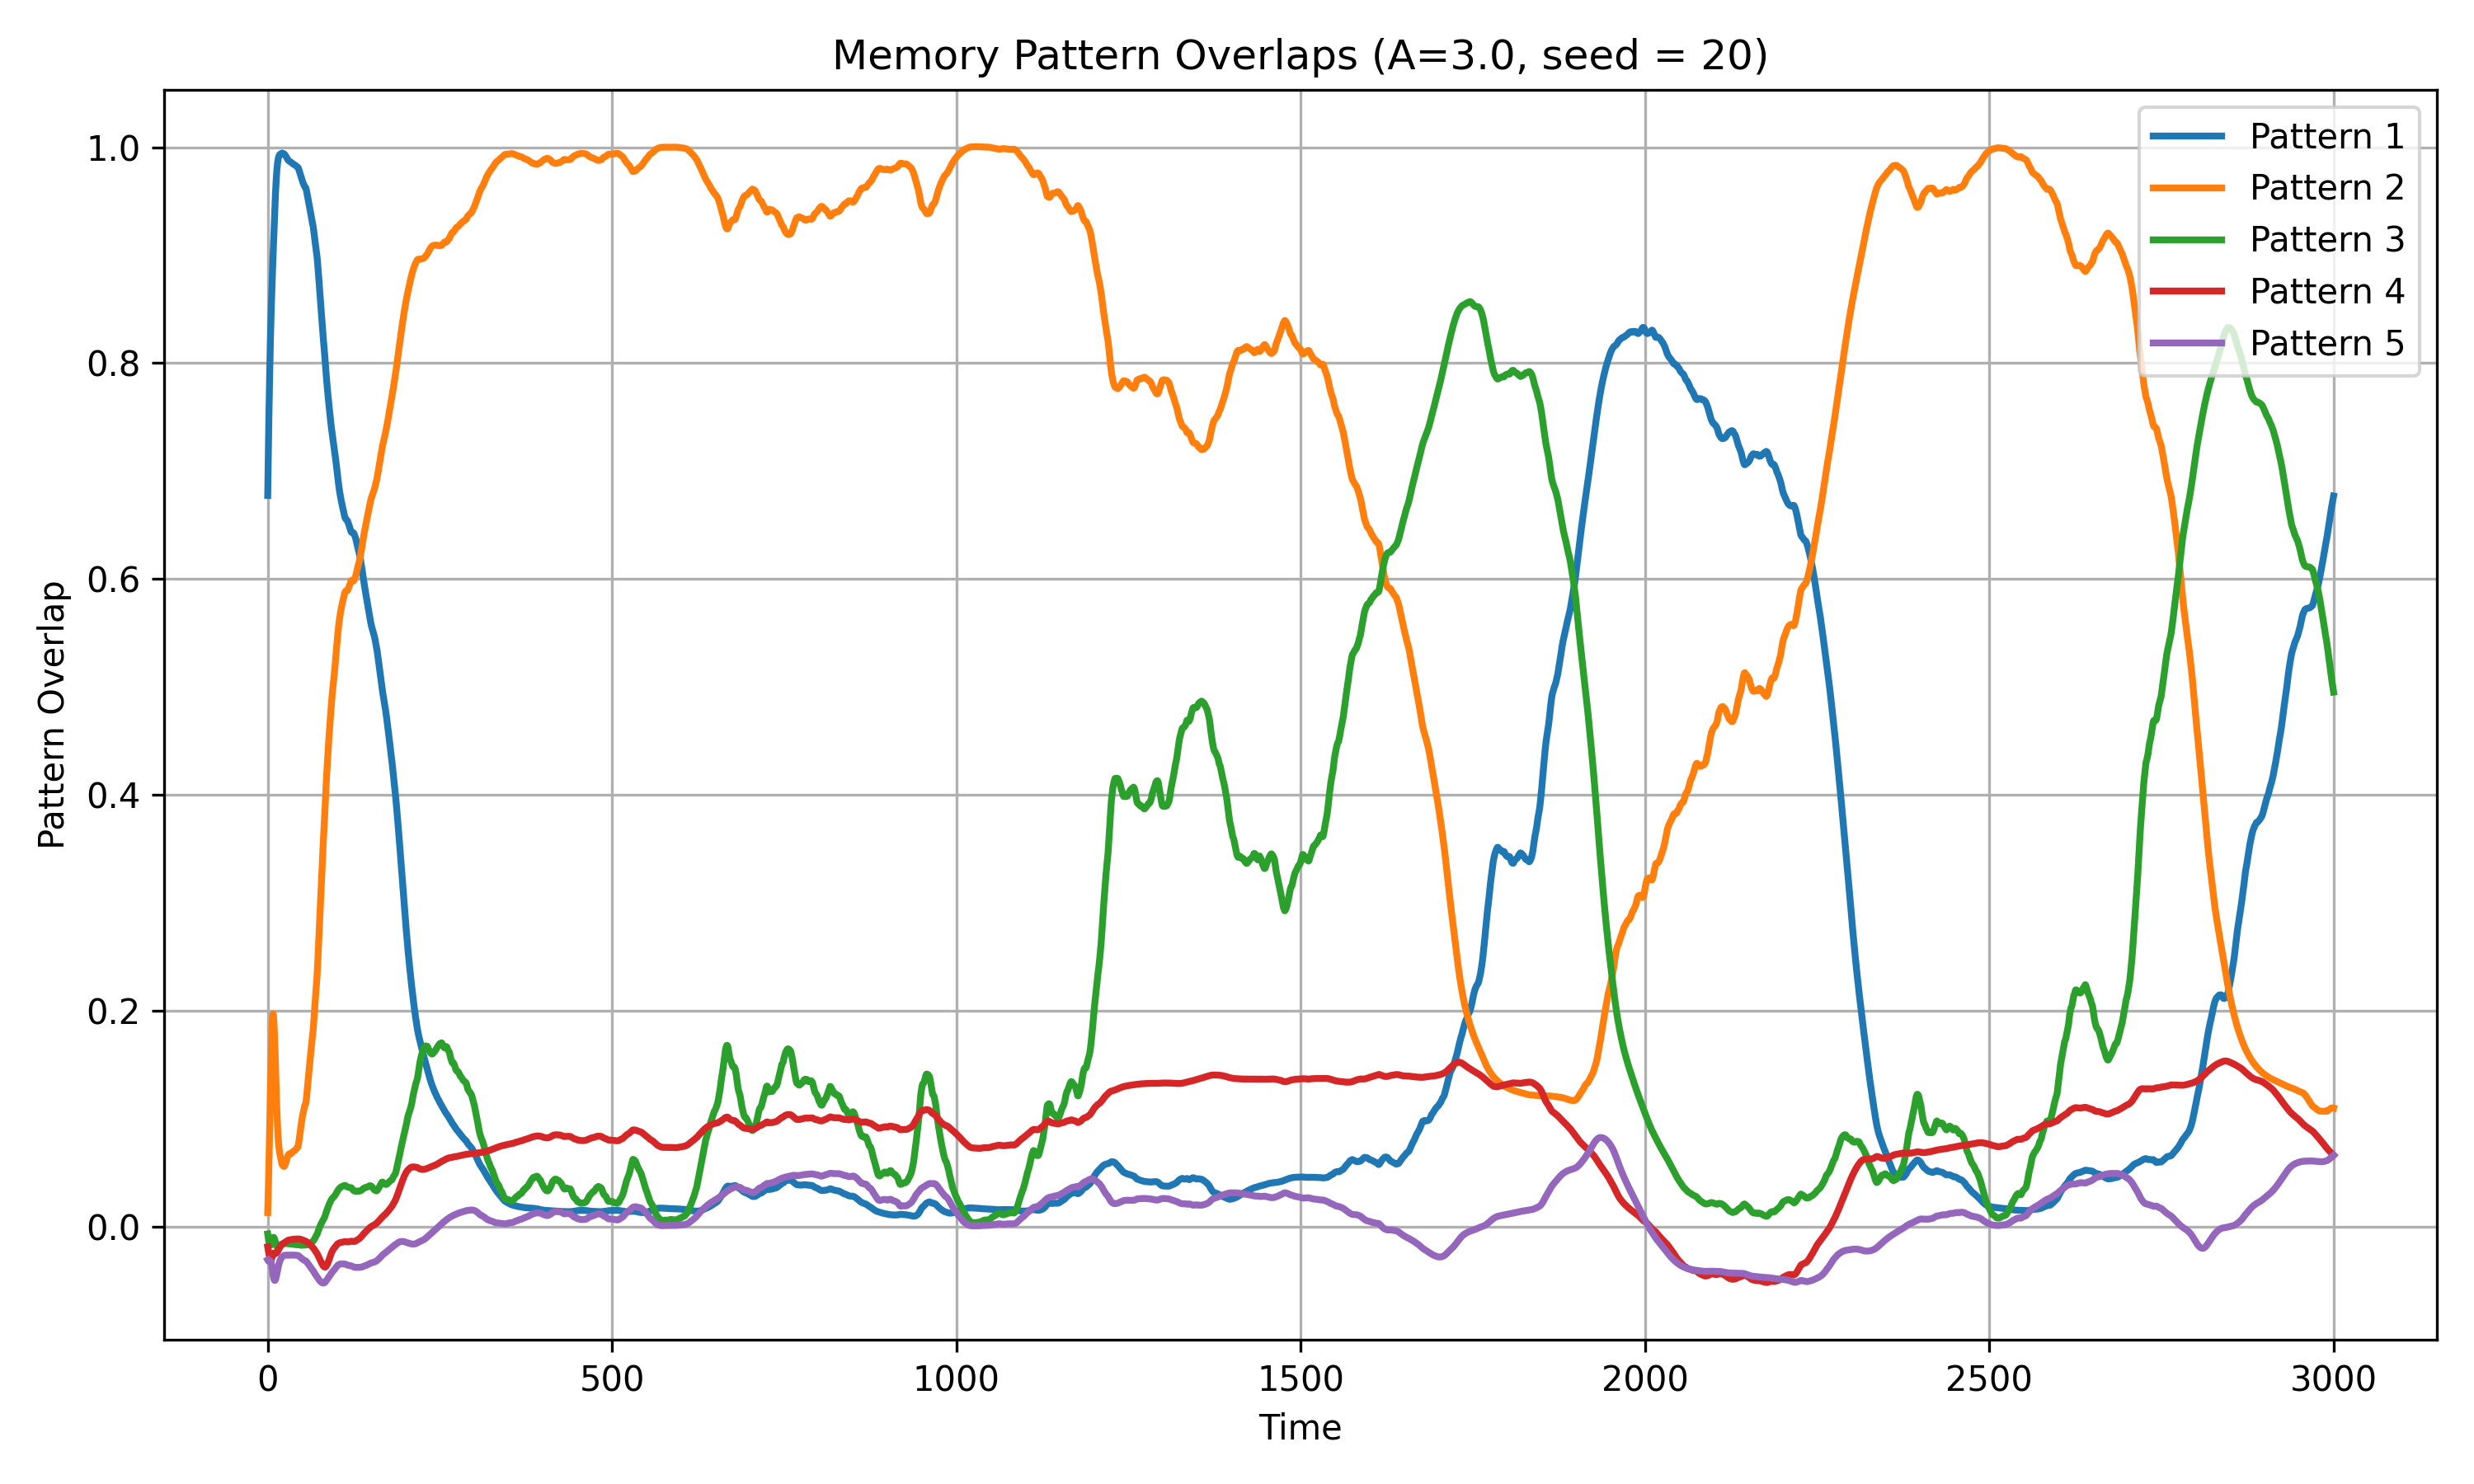 Memory Pattern Overlaps (A=3.0, seed = 20)
Pattern 1
Pattern 2
Pattern 3
Pattern 4
Pattern 5
Pattern Overlap
1.0
0.8
0.6
0.4
0.2
0.0
0 500 1000 1500 2000 2500 3000
Time